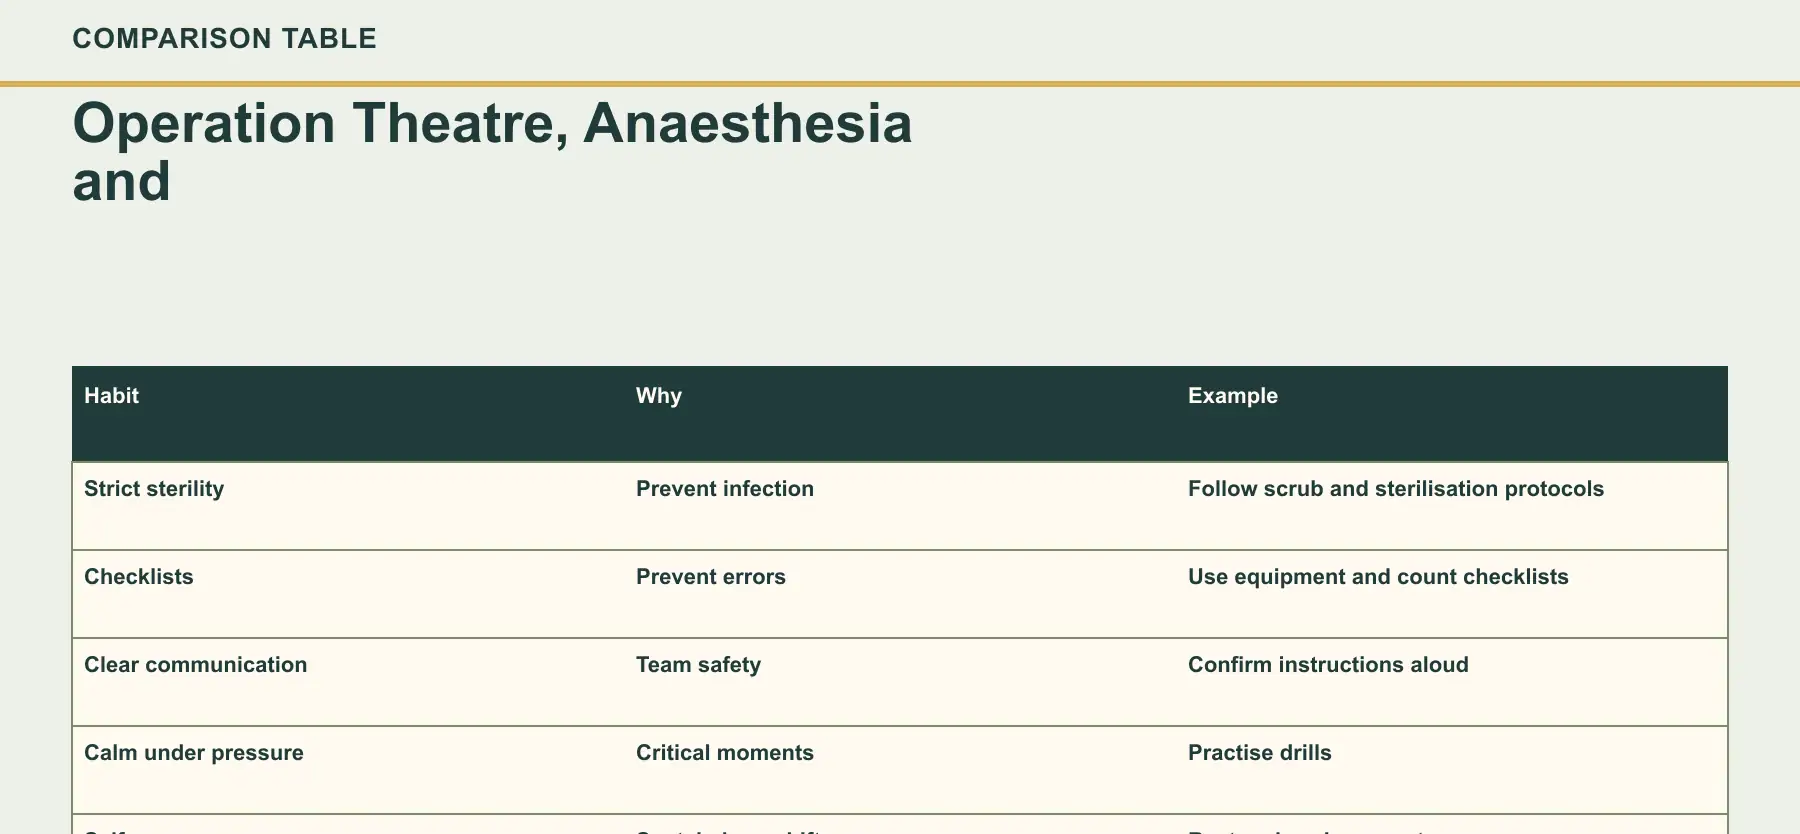 COMPARISON TABLE
Operation Theatre, Anaesthesia
and
Habit Why Example
Strict sterility Prevent infection Follow scrub and sterilisation protocols
Checklists Prevent errors Use equipment and count checklists
Clear communication Team safety Confirm instructions aloud
Calm under pressure Critical moments Practise drills